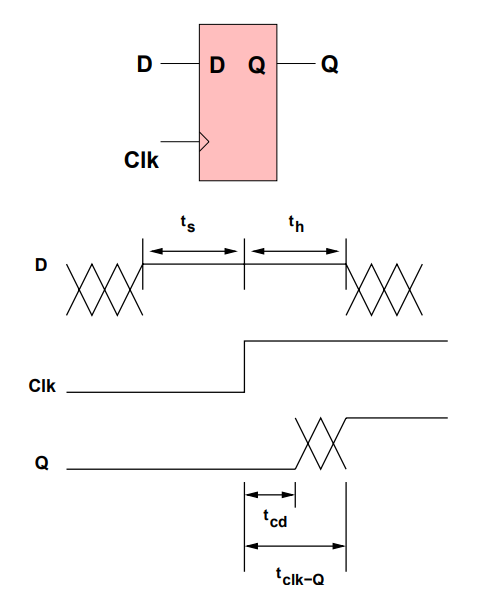 D D Q Q
Clk
ts th
D
Clk
Q
tcd
tclk−Q